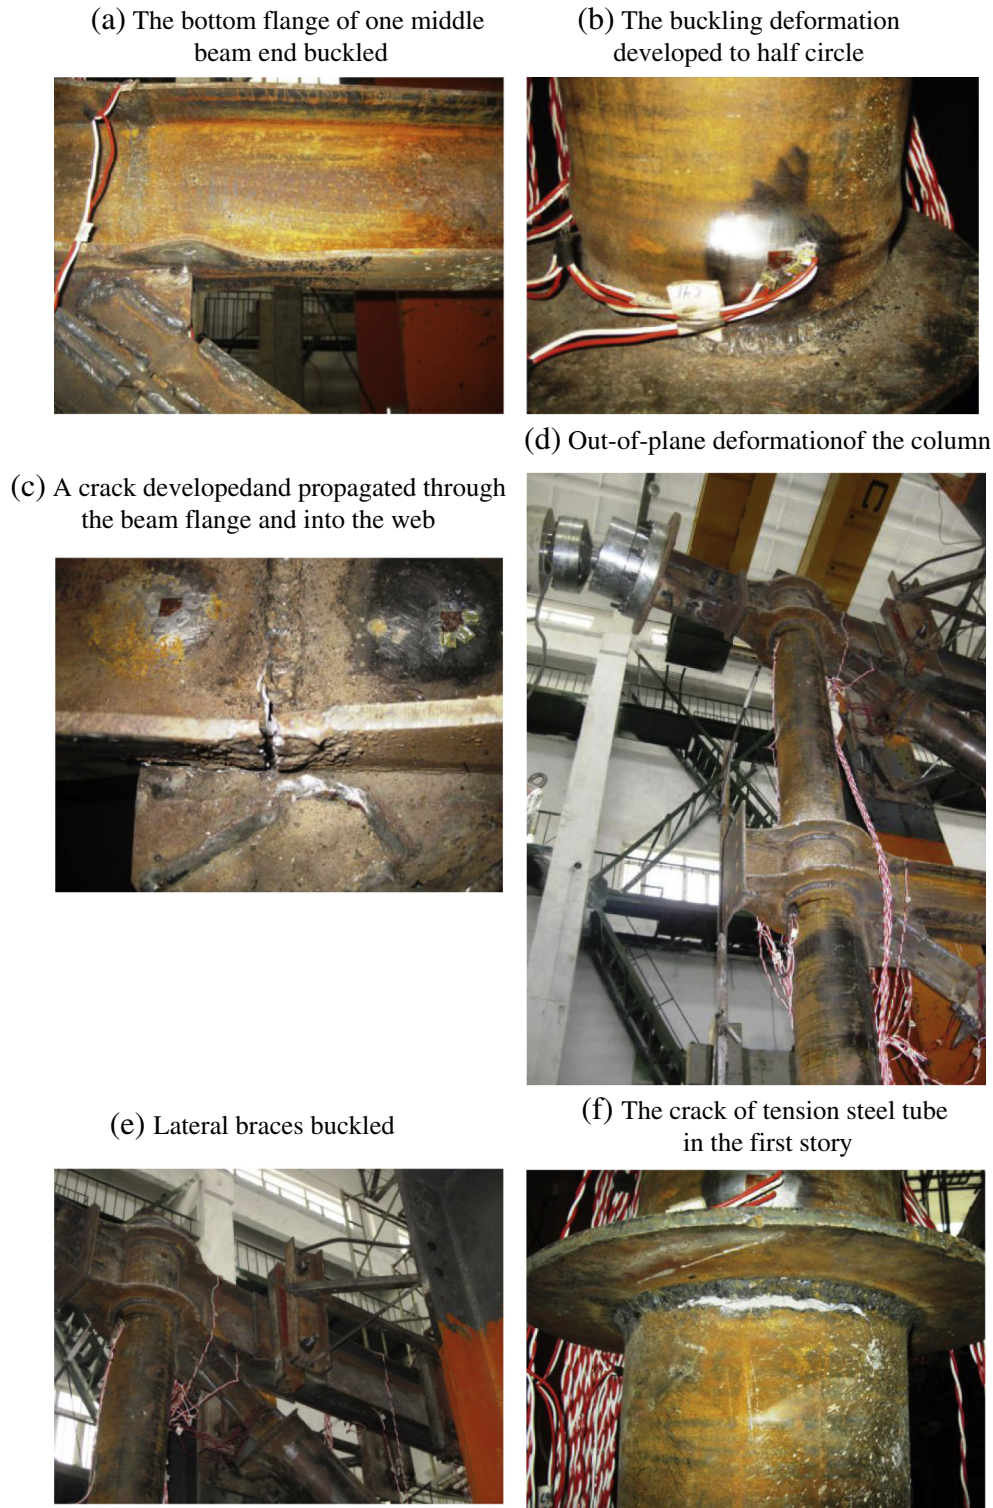 (a) The bottom flange of one middle
beam end buckled
(b) The buckling deformation
developed to half circle
(c) A crack developedand propagated through
the beam flange and into the web
(d) Out-of-plane deformationof the column
(e) Lateral braces buckled
(f) The crack of tension steel tube
in the first story